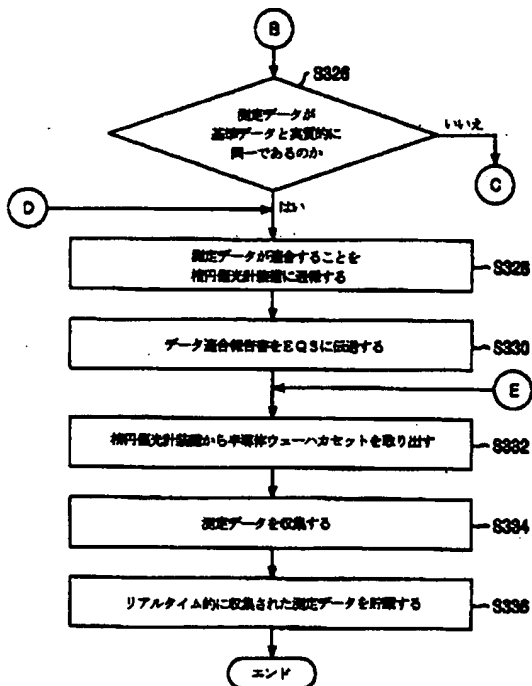 B
S326
測定データが
基準データと実質的に
同一であるのか
いいえ
C
D
はい
測定データが適合することを
楕円偏光計装置に通報する
S328
データ適合報告書をEQSに伝送する
S330
E
楕円偏光計装置から半導体ウェーハカセットを取り出す
S332
測定データを収集する
S334
リアルタイム的に収集された測定データを貯蔵する
S336
エンド